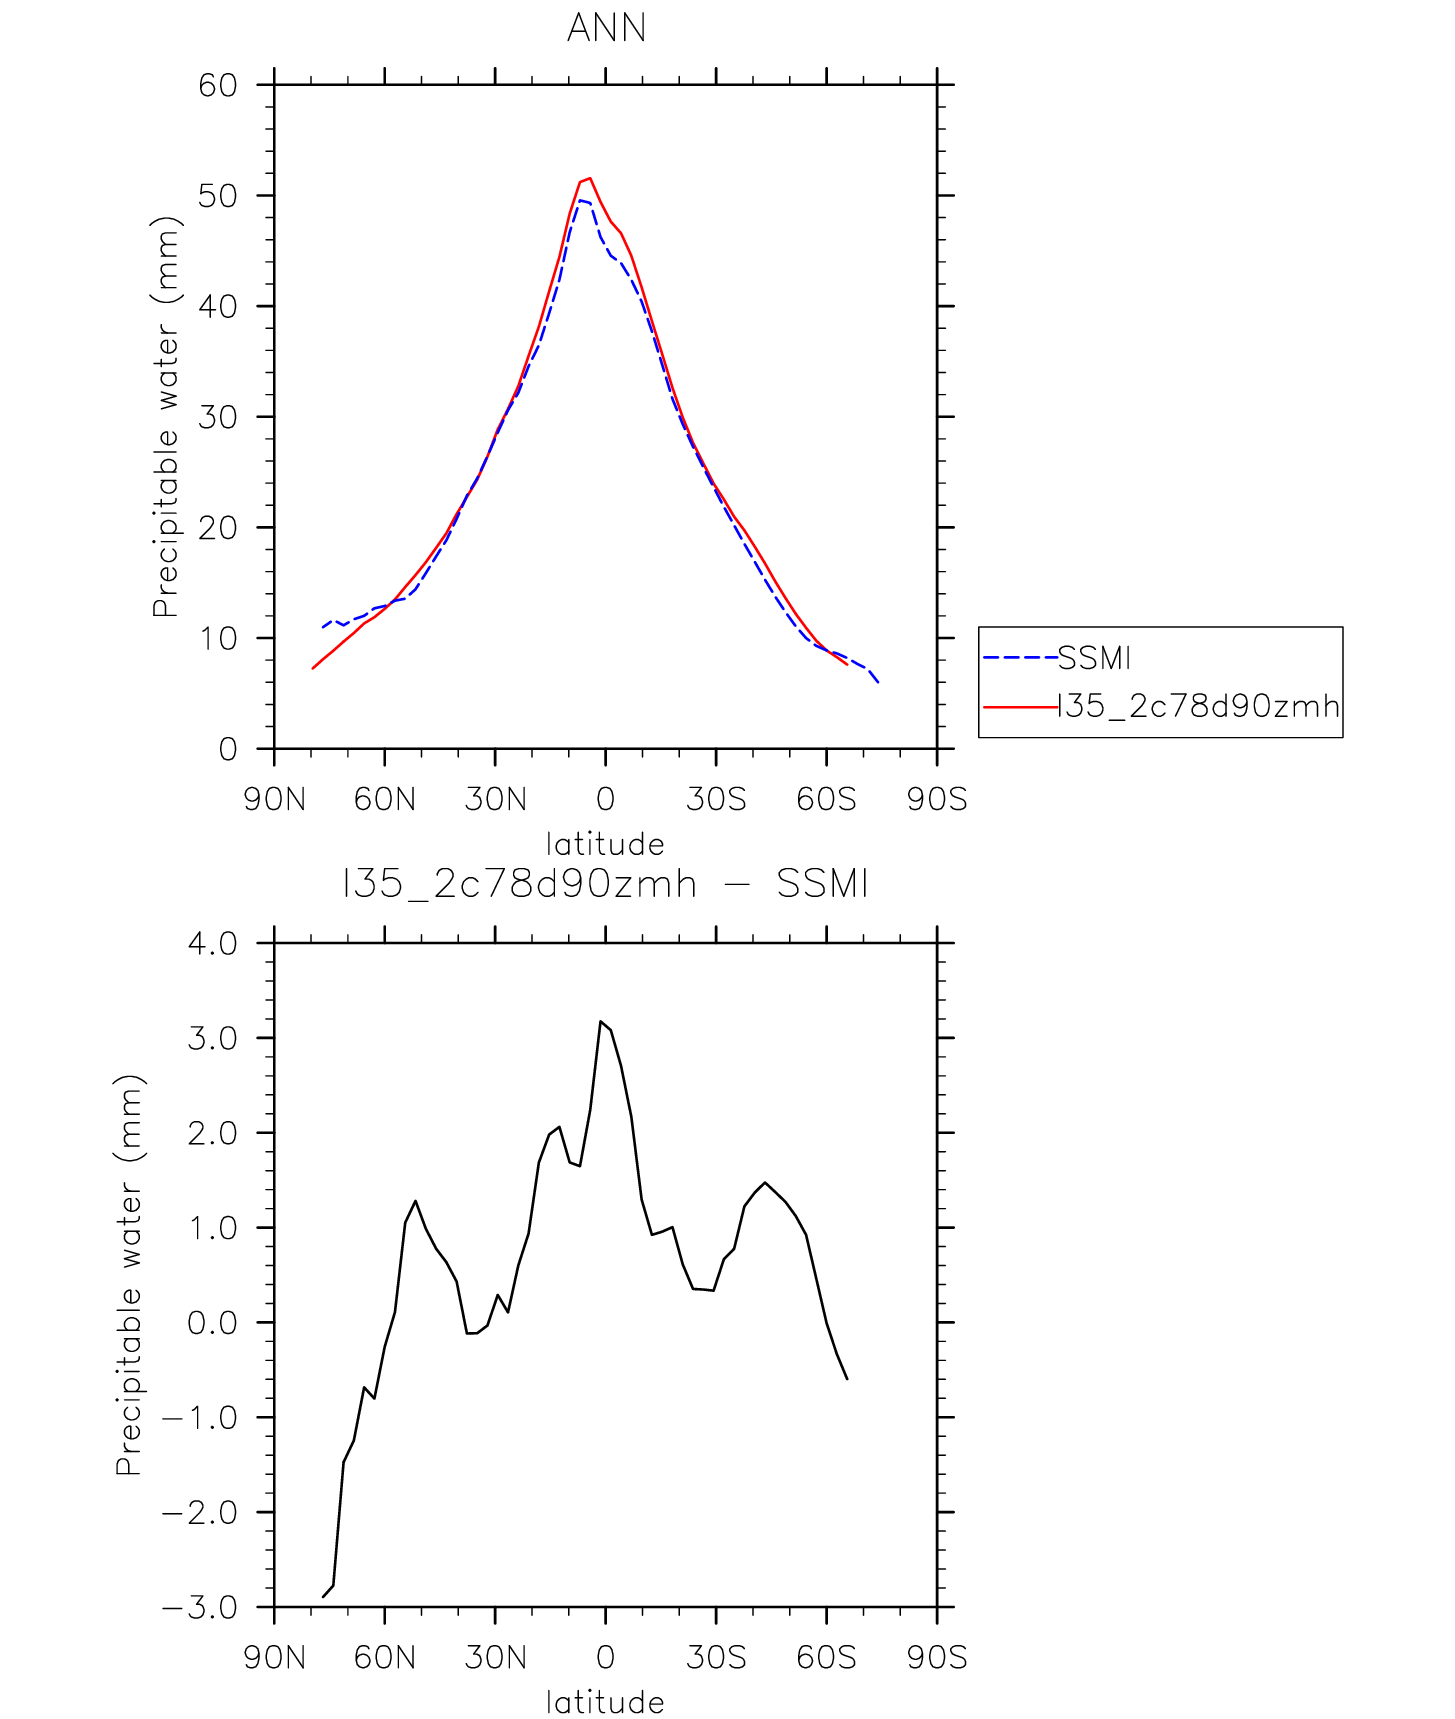 ANN
60
50
40
30
20
10
0
Precipitable water (mm)
90N 60N 30N 0 30S 60S 90S
latitude
SSMI
I35_2c78d90zmh
I35_2c78d90zmh − SSMI
4.0
3.0
2.0
1.0
0.0
−1.0
−2.0
−3.0
Precipitable water (mm)
90N 60N 30N 0 30S 60S 90S
latitude